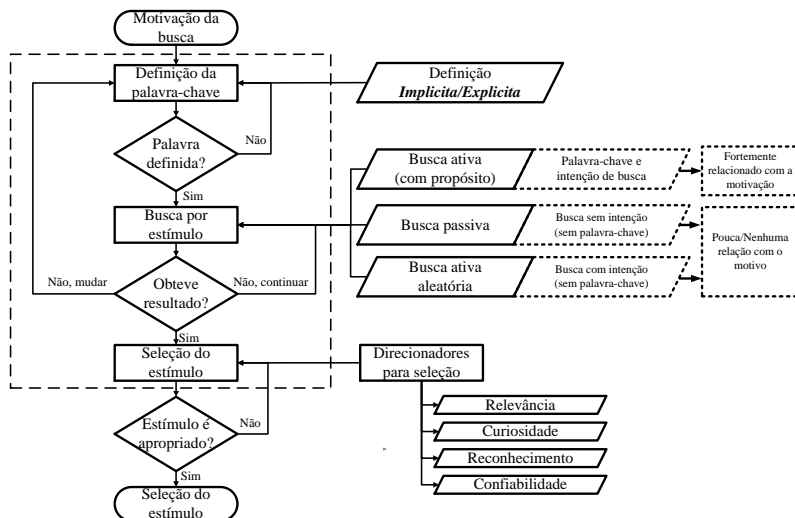 Motivação da
busca
Definição da
palavra-chave
Definição
Implicita/Explicita
Palavra
definida?
Não
Sim
Busca ativa
(com propósito)
Palavra-chave e
intenção de busca
Fortemente
relacionado com a
motivação
Busca por
estímulo
Busca passiva
Busca sem intenção
(sem palavra-chave)
Pouca/Nenhuma
relação com o
motivo
Busca ativa
aleatória
Busca com intenção
(sem palavra-chave)
Não, mudar
Obteve
resultado?
Não, continuar
Sim
Seleção do
estímulo
Direcionadores
para seleção
Estímulo é
apropriado?
Não
Relevância
Curiosidade
Reconhecimento
Confiabilidade
Sim
Seleção do
estímulo